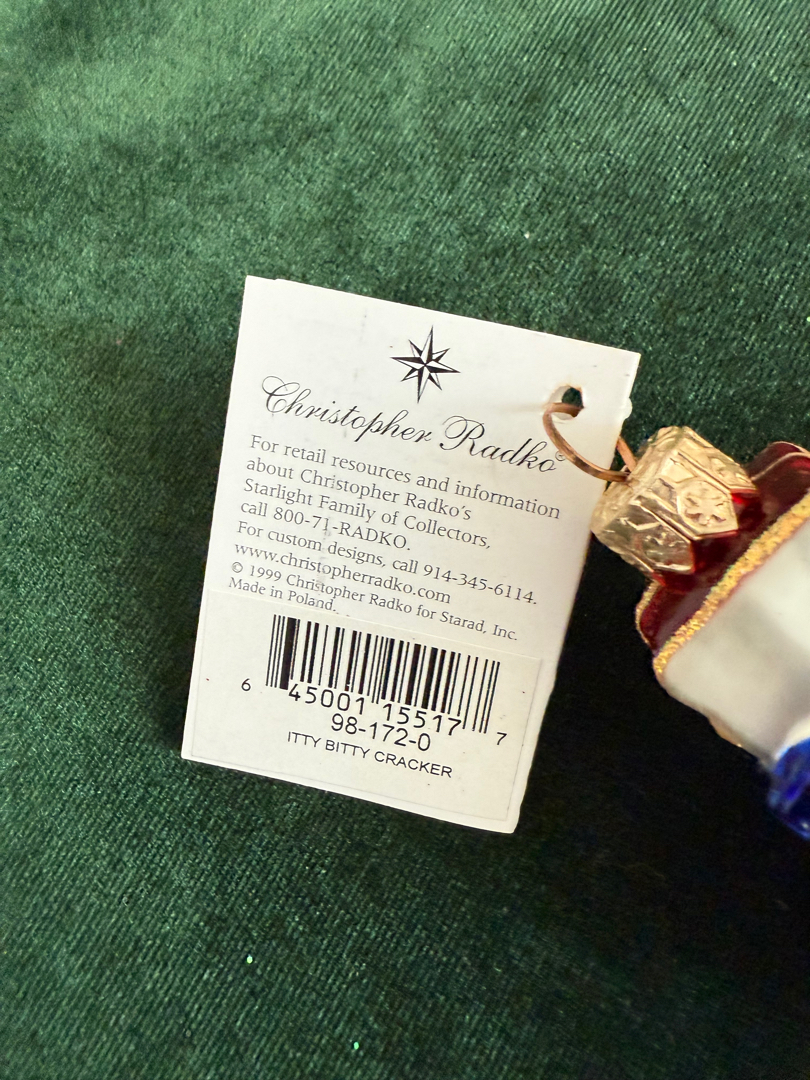 Christopher Radko®
For retail resources and information
about Christopher Radko's
Starlight Family of Collectors,
call 800-71-RADKO.
For custom designs, call 914-345-6114.
www.christopherradko.com
© 1999 Christopher Radko for Starad, Inc.
Made in Poland.
6 45001 15517 7
98-172-0
ITTY BITTY CRACKER